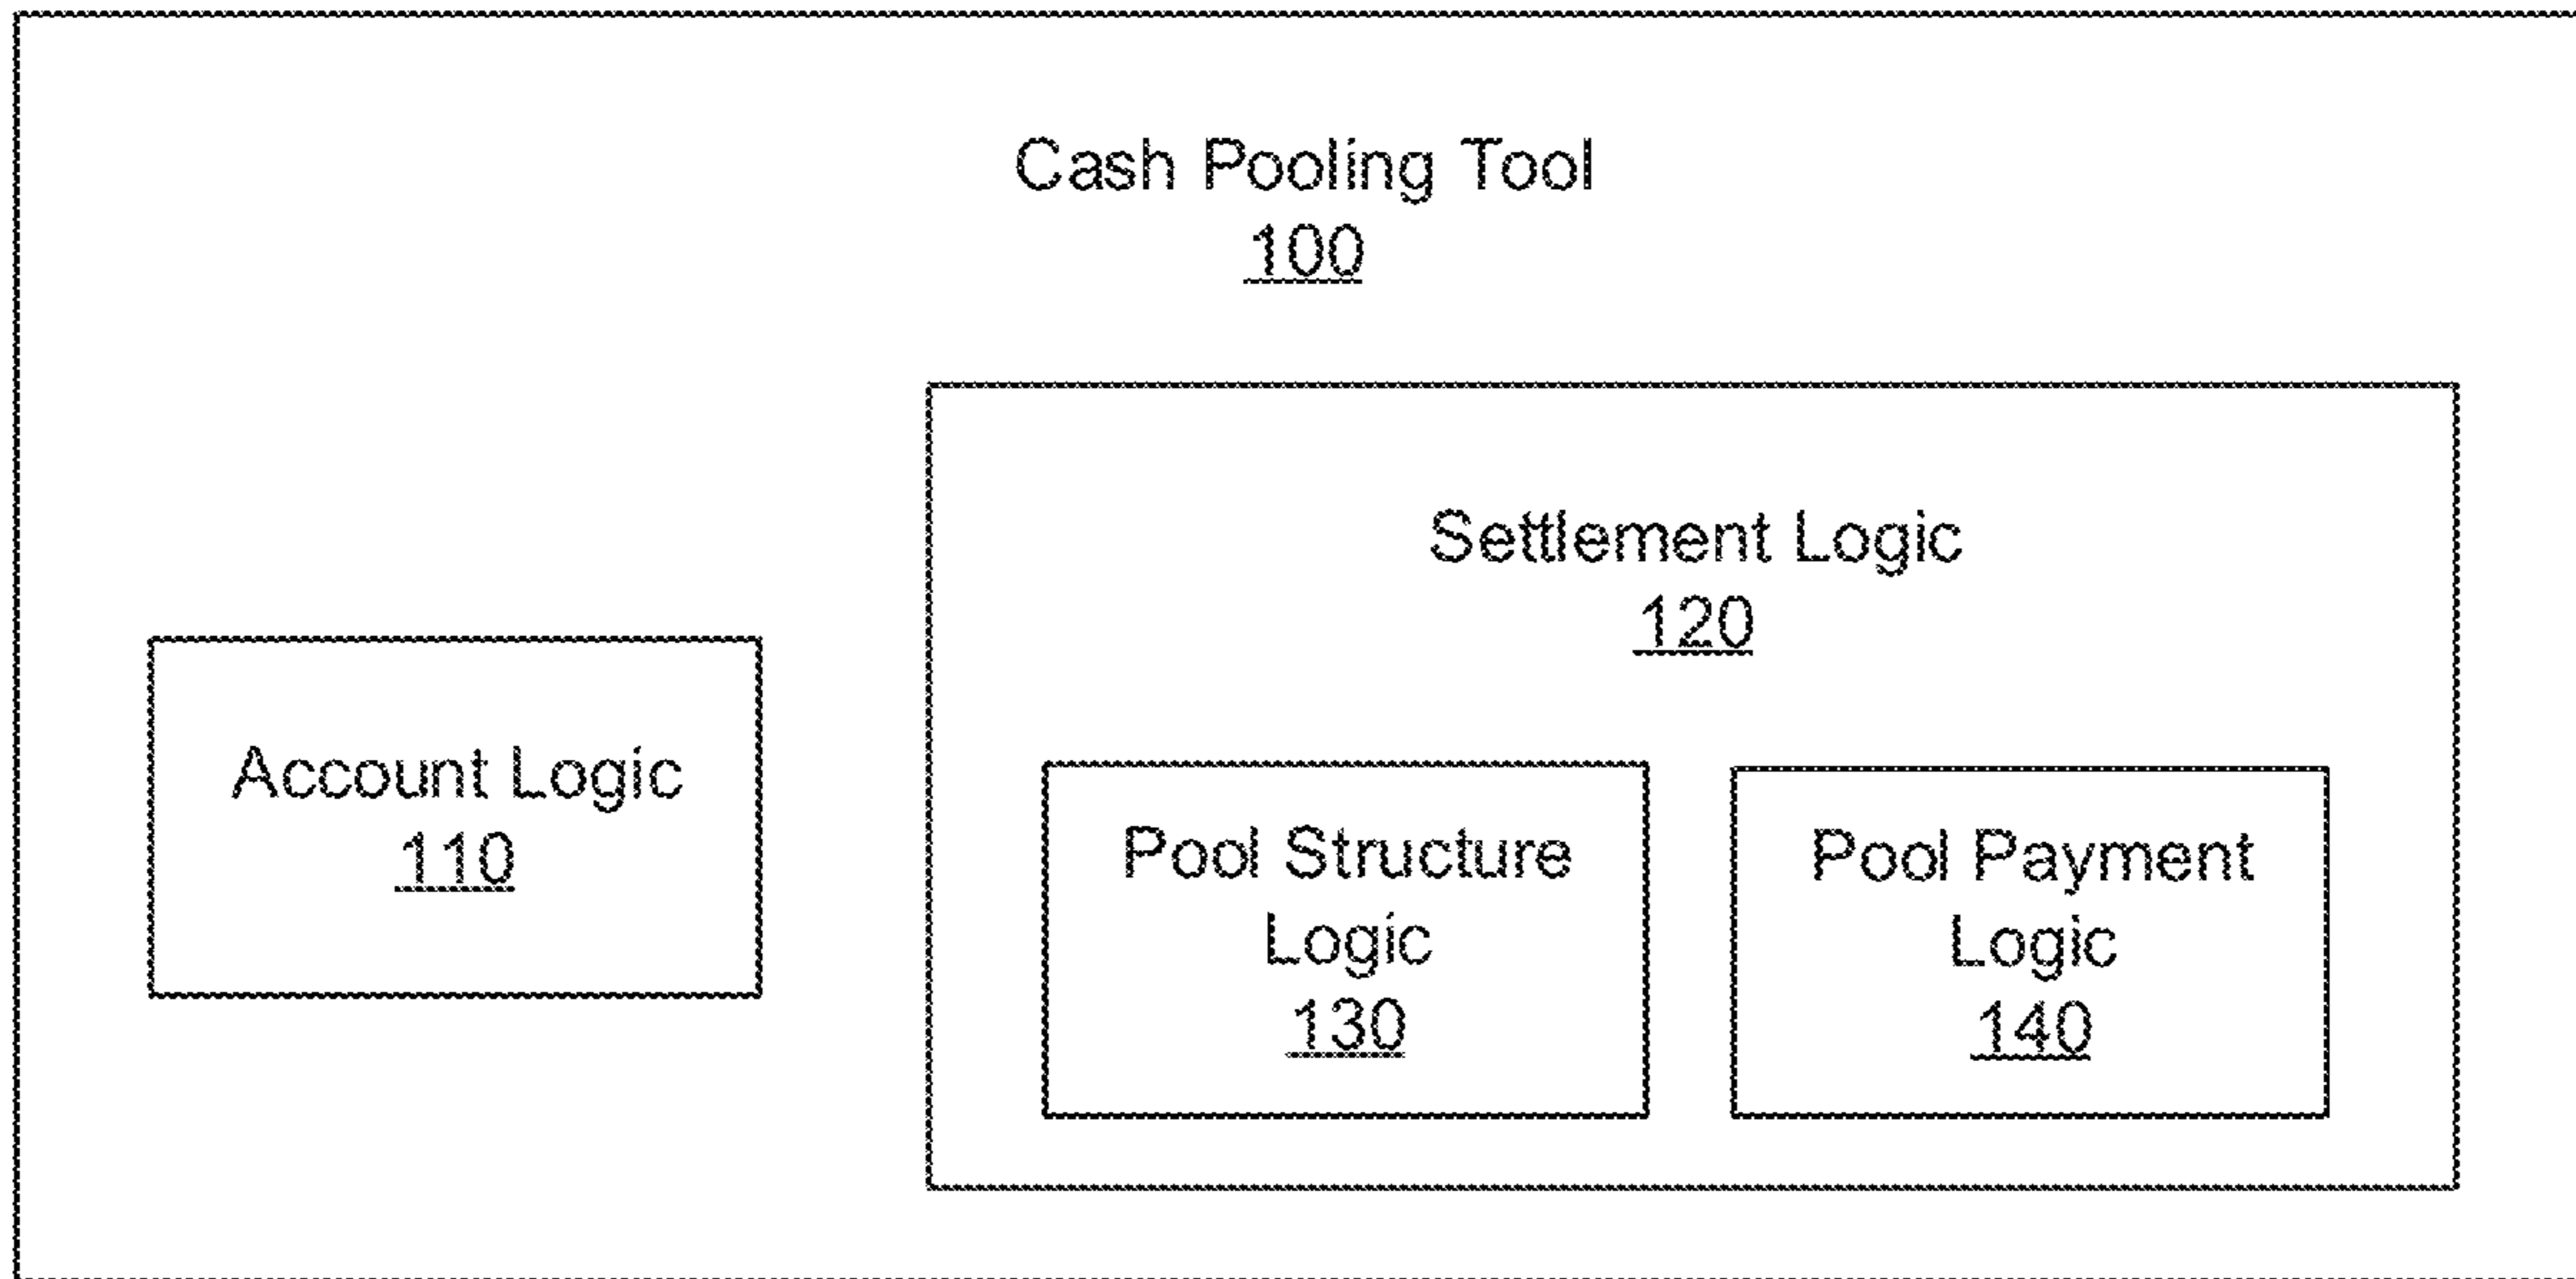 Cash Pooling Tool
100
Settlement Logic
120
Account Logic
110
Pool Structure
Logic
130
Pool Payment
Logic
140